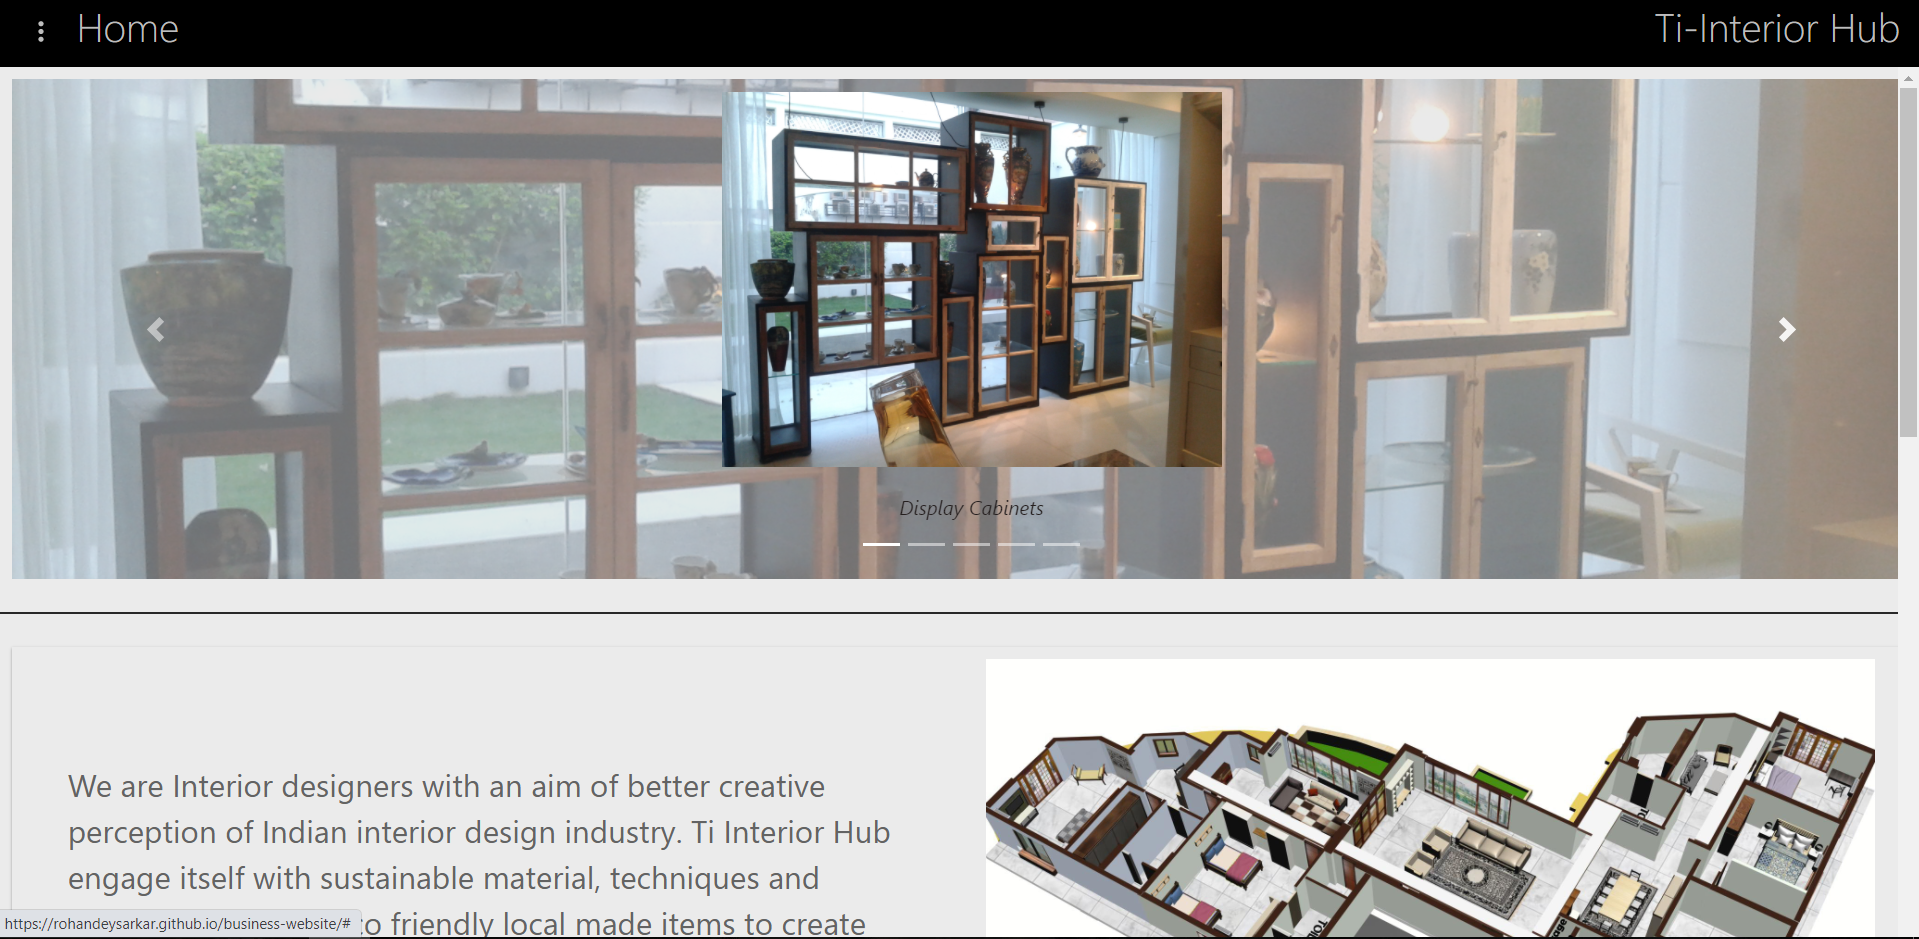 Home
Ti-Interior Hub
Display Cabinets
We are Interior designers with an aim of better creative
perception of Indian interior design industry. Ti Interior Hub
engage itself with sustainable material, techniques and
co friendly local made items to create
https://rohandeysarkar.github.io/business-website/#